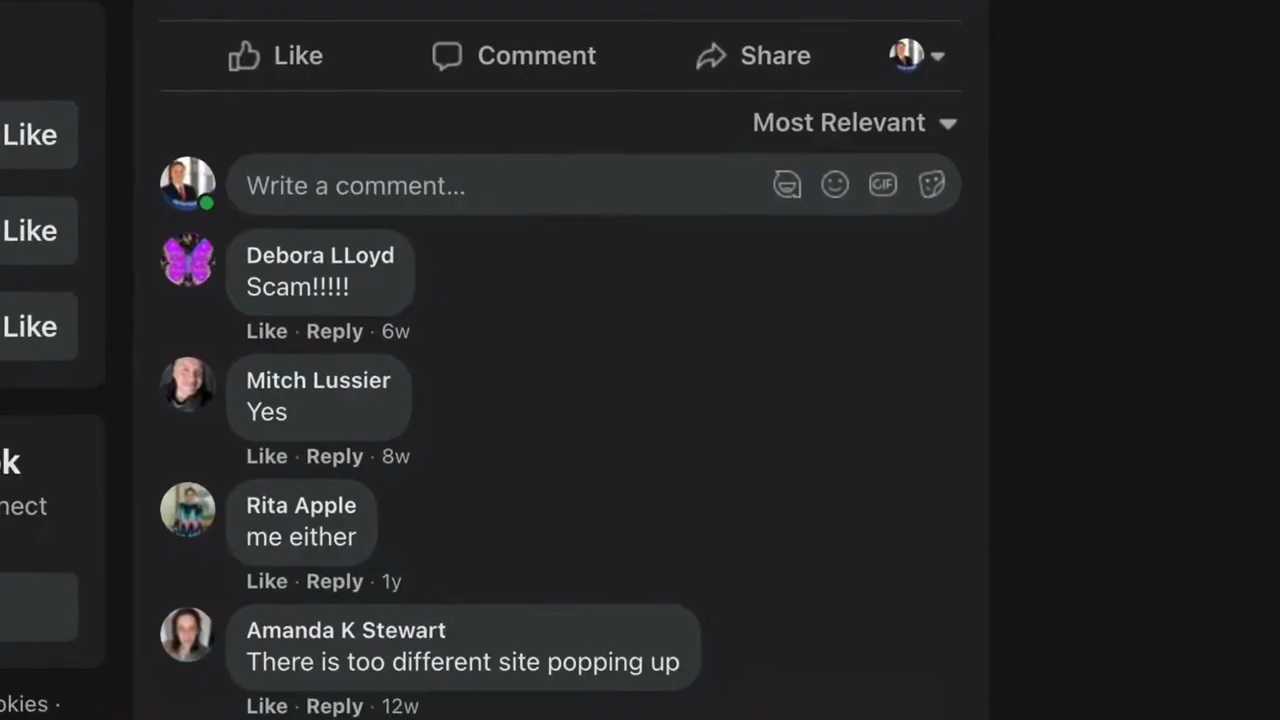 Like Comment Share
Most Relevant
Write a comment...
GIF
Debora LLoyd
Scam!!!!!
Like · Reply · 6w
Mitch Lussier
Yes
Like · Reply · 8w
Rita Apple
me either
Like · Reply · 1y
Amanda K Stewart
There is too different site popping up
Like · Reply · 12w
Like
Like
Like
ok
nect
okies ·